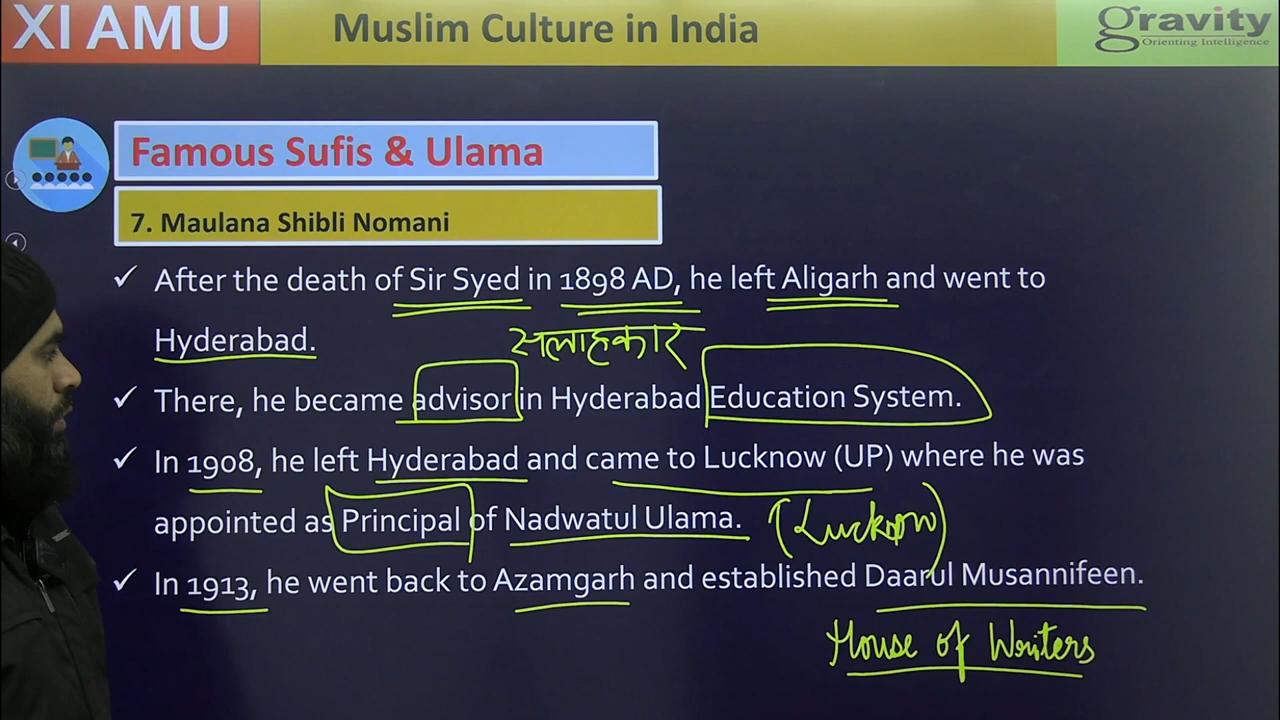 XI AMU
Muslim Culture in India
gravity
Orienting Intelligence
Famous Sufis & Ulama
7. Maulana Shibli Nomani
✓ After the death of Sir Syed in 1898 AD, he left Aligarh and went to
Hyderabad.
सलाहकार
✓ There, he became advisor in Hyderabad Education System.
✓ In 1908, he left Hyderabad and came to Lucknow (UP) where he was
appointed as Principal of Nadwatul Ulama. (Lucknow)
✓ In 1913, he went back to Azamgarh and established Daarul Musannifeen.
House of Writers